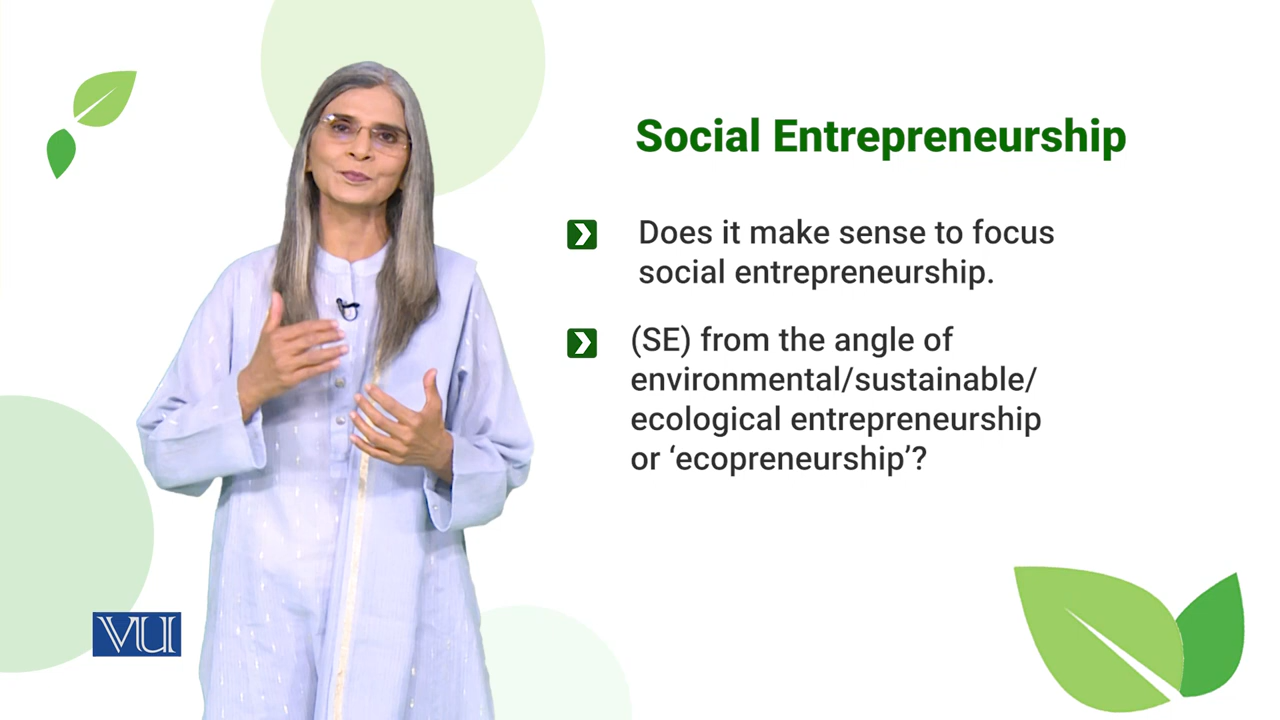 Social Entrepreneurship
Does it make sense to focus
social entrepreneurship.
(SE) from the angle of
environmental/sustainable/
ecological entrepreneurship
or ‘ecopreneurship’?
VU